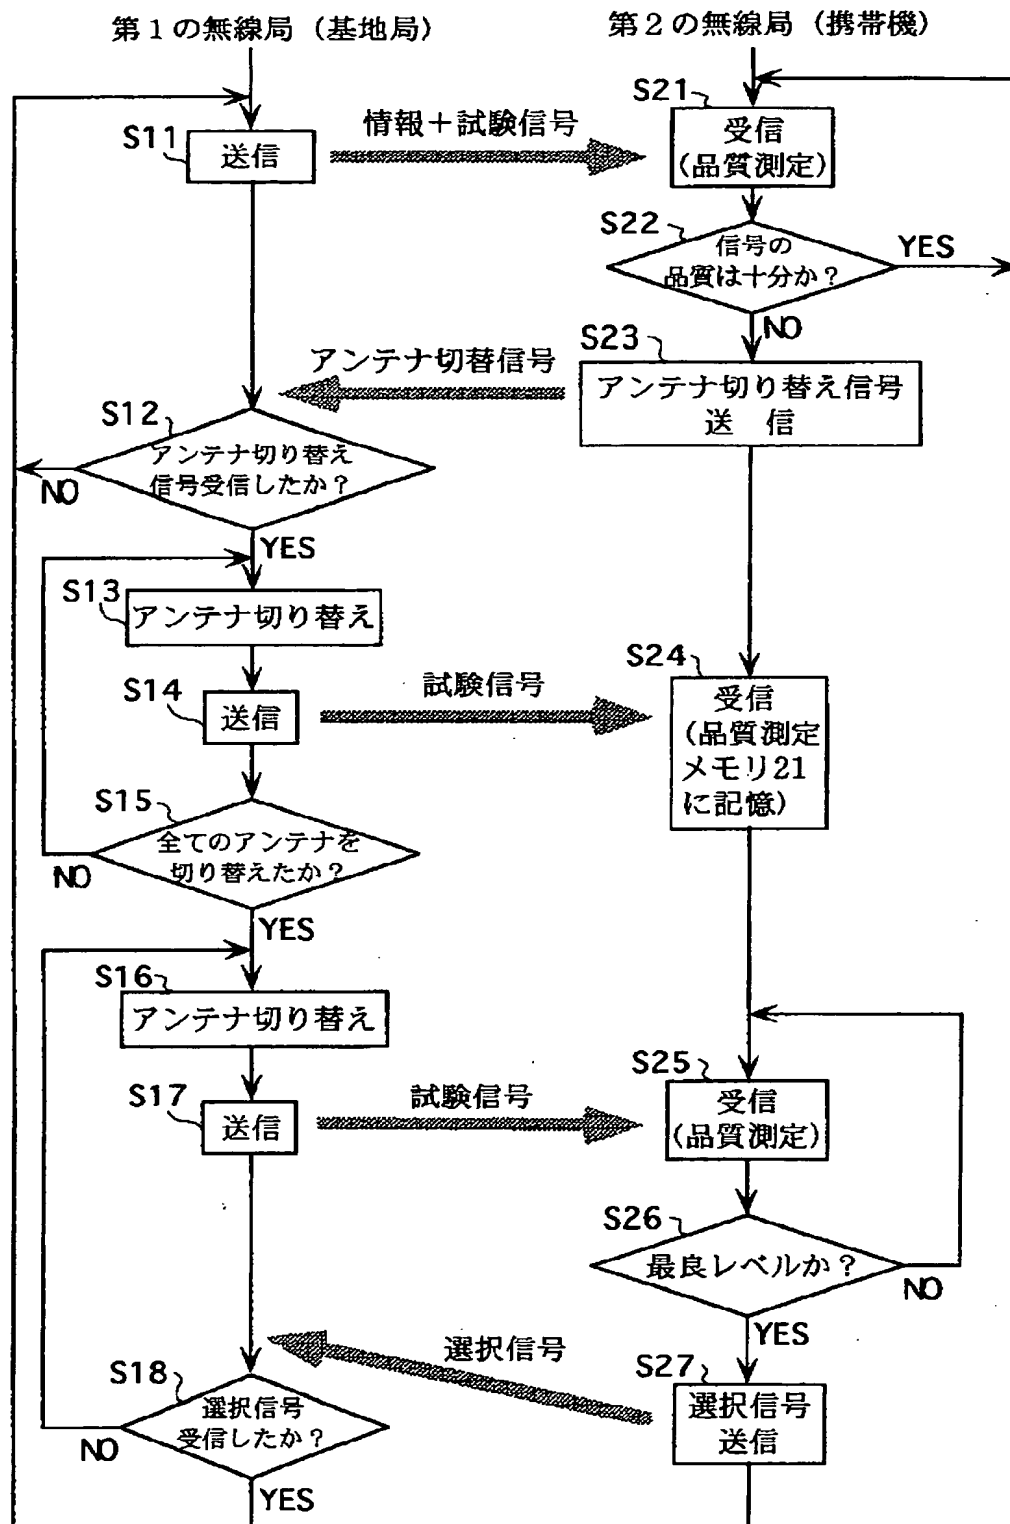 第1の無線局（基地局）
第2の無線局（携帯機）
S11
送信
情報＋試験信号
S21
受信
(品質測定)
S22
信号の
品質は十分か？
YES
NO
S23
アンテナ切り替え信号
送　信
アンテナ切替信号
S12
アンテナ切り替え
信号受信したか？
NO
YES
S13
アンテナ切り替え
S14
送信
試験信号
S24
受信
(品質測定
メモリ21
に記憶)
S15
全てのアンテナを
切り替えたか？
NO
YES
S16
アンテナ切り替え
S17
送信
試験信号
S25
受信
(品質測定)
S26
最良レベルか？
NO
YES
選択信号
S27
選択信号
送信
S18
選択信号
受信したか？
NO
YES